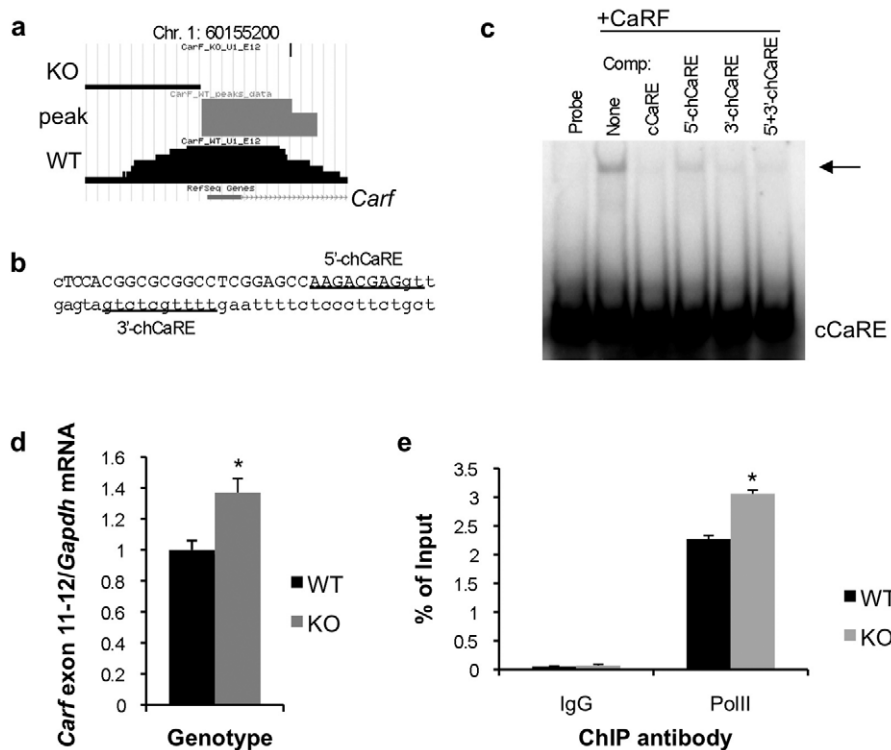 a
Chr. 1: 60155200
CarF_KO_U1_E12
KO
CarF_WT_peaks_data
peak
CarF_WT_U1_E12
WT
RefSeq Genes
Carf
b
5'-chCaRE
cTCCACGGCGCGGCCTCGGAGCCAAGACGAGgtt
gagtagtctcgttttgaattttctcccttctgct
3'-chCaRE
c
+CaRF
Comp:
Probe
None
cCaRE
5'-chCaRE
3'-chCaRE
5'+3'-chCaRE
cCaRE
d
Carf exon 11-12/Gapdh mRNA
1.6
1.4
1.2
1
0.8
0.6
0.4
0.2
0
*
WT
KO
Genotype
e
% of Input
3.5
3
2.5
2
1.5
1
0.5
0
*
WT
KO
IgG
PolII
ChIP antibody